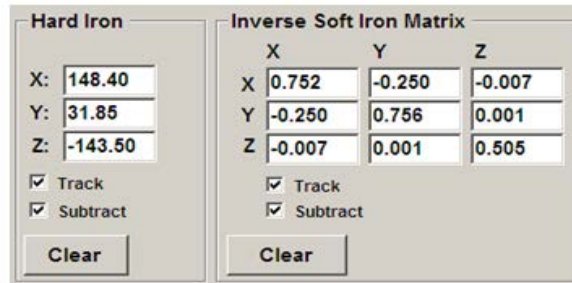 Hard Iron
X: 148.40
Y: 31.85
Z: -143.50
Track
Subtract
Clear
Inverse Soft Iron Matrix
X Y Z
X 0.752 -0.250 -0.007
Y -0.250 0.756 0.001
Z -0.007 0.001 0.505
Track
Subtract
Clear